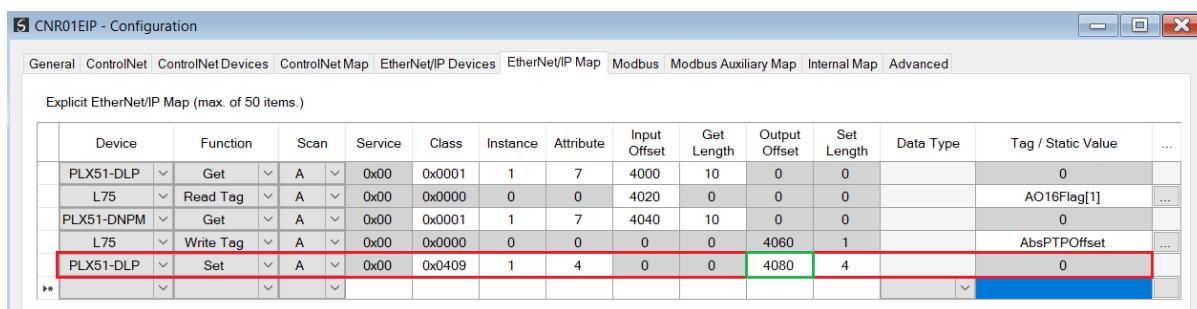 CNR01EIP - Configuration
General ControlNet ControlNet Devices ControlNet Map EtherNet/IP Devices EtherNet/IP Map Modbus Modbus Auxiliary Map Internal Map Advanced
Explicit EtherNet/IP Map (max. of 50 items.)
Device Function Scan Service Class Instance Attribute Input Offset Get Length Output Offset Set Length Data Type Tag / Static Value ...
PLX51-DLP Get A 0x00 0x0001 1 7 4000 10 0 0 0
L75 Read Tag A 0x00 0x0000 0 0 4020 0 0 0 AO16Flag[1] ...
PLX51-DNPM Get A 0x00 0x0001 1 7 4040 10 0 0 0
L75 Write Tag A 0x00 0x0000 0 0 0 0 4060 1 AbsPTPOffset ...
PLX51-DLP Set A 0x00 0x0409 1 4 0 0 4080 4 0